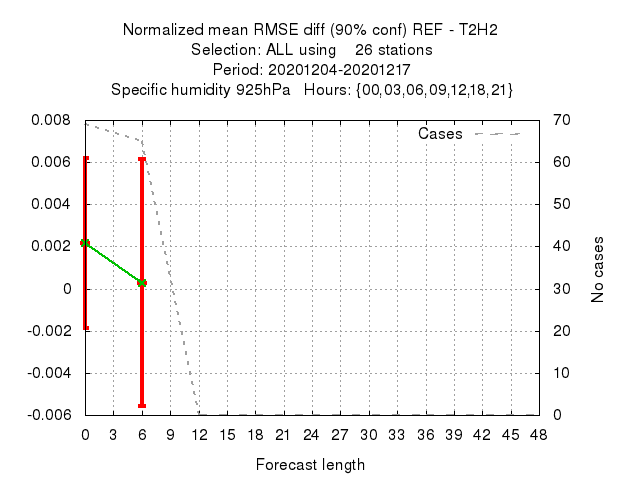 Normalized mean RMSE diff (90% conf) REF - T2H2
Selection: ALL using    26 stations
Period: 20201204-20201217
Specific humidity 925hPa   Hours: {00,03,06,09,12,18,21}
Cases
0.008
0.006
0.004
0.002
0
-0.002
-0.004
-0.006
70
60
50
40
30
20
10
0
No cases
0 3 6 9 12 15 18 21 24 27 30 33 36 39 42 45 48
Forecast length